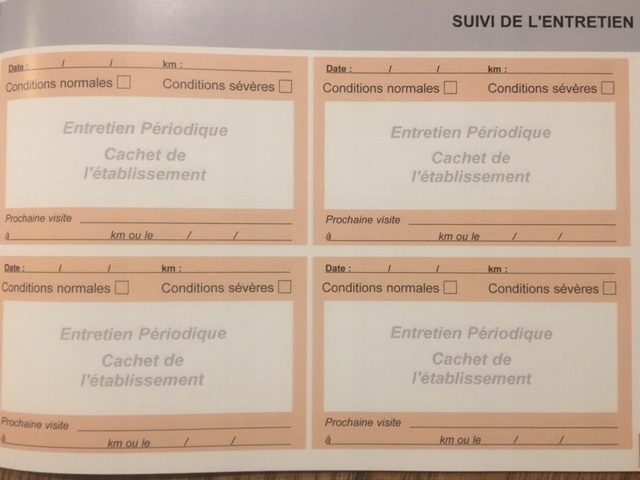 SUIVI DE L'ENTRETIEN
Date : / / km :
Conditions normales Conditions sévères
Entretien Périodique
Cachet de
l'établissement
Prochaine visite
à km ou le / /
Date : / / km :
Conditions normales Conditions sévères
Entretien Périodique
Cachet de
l'établissement
Prochaine visite
à km ou le / /
Date : / / km :
Conditions normales Conditions sévères
Entretien Périodique
Cachet de
l'établissement
Prochaine visite
à km ou le / /
Date : / / km :
Conditions normales Conditions sévères
Entretien Périodique
Cachet de
l'établissement
Prochaine visite
à km ou le / /